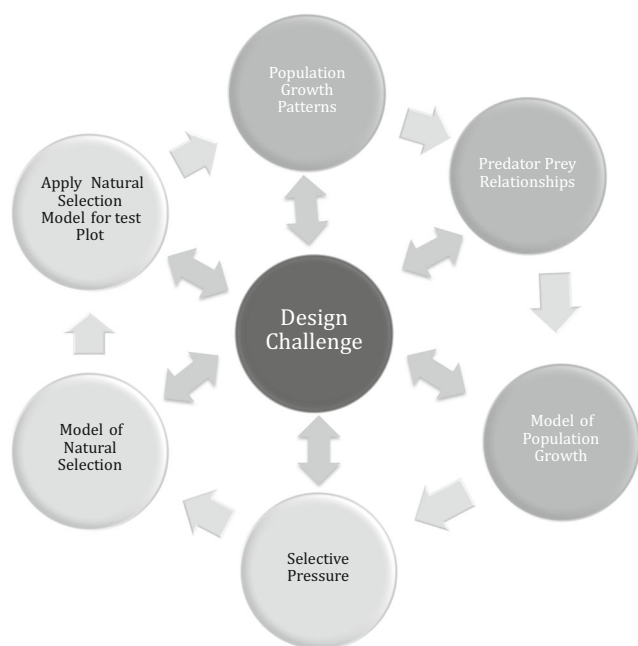 Population
Growth
Patterns
Predator Prey
Relationships
Apply Natural
Selection
Model for test
Plot
Design
Challenge
Model of
Population
Growth
Model of
Natural
Selection
Selective
Pressure